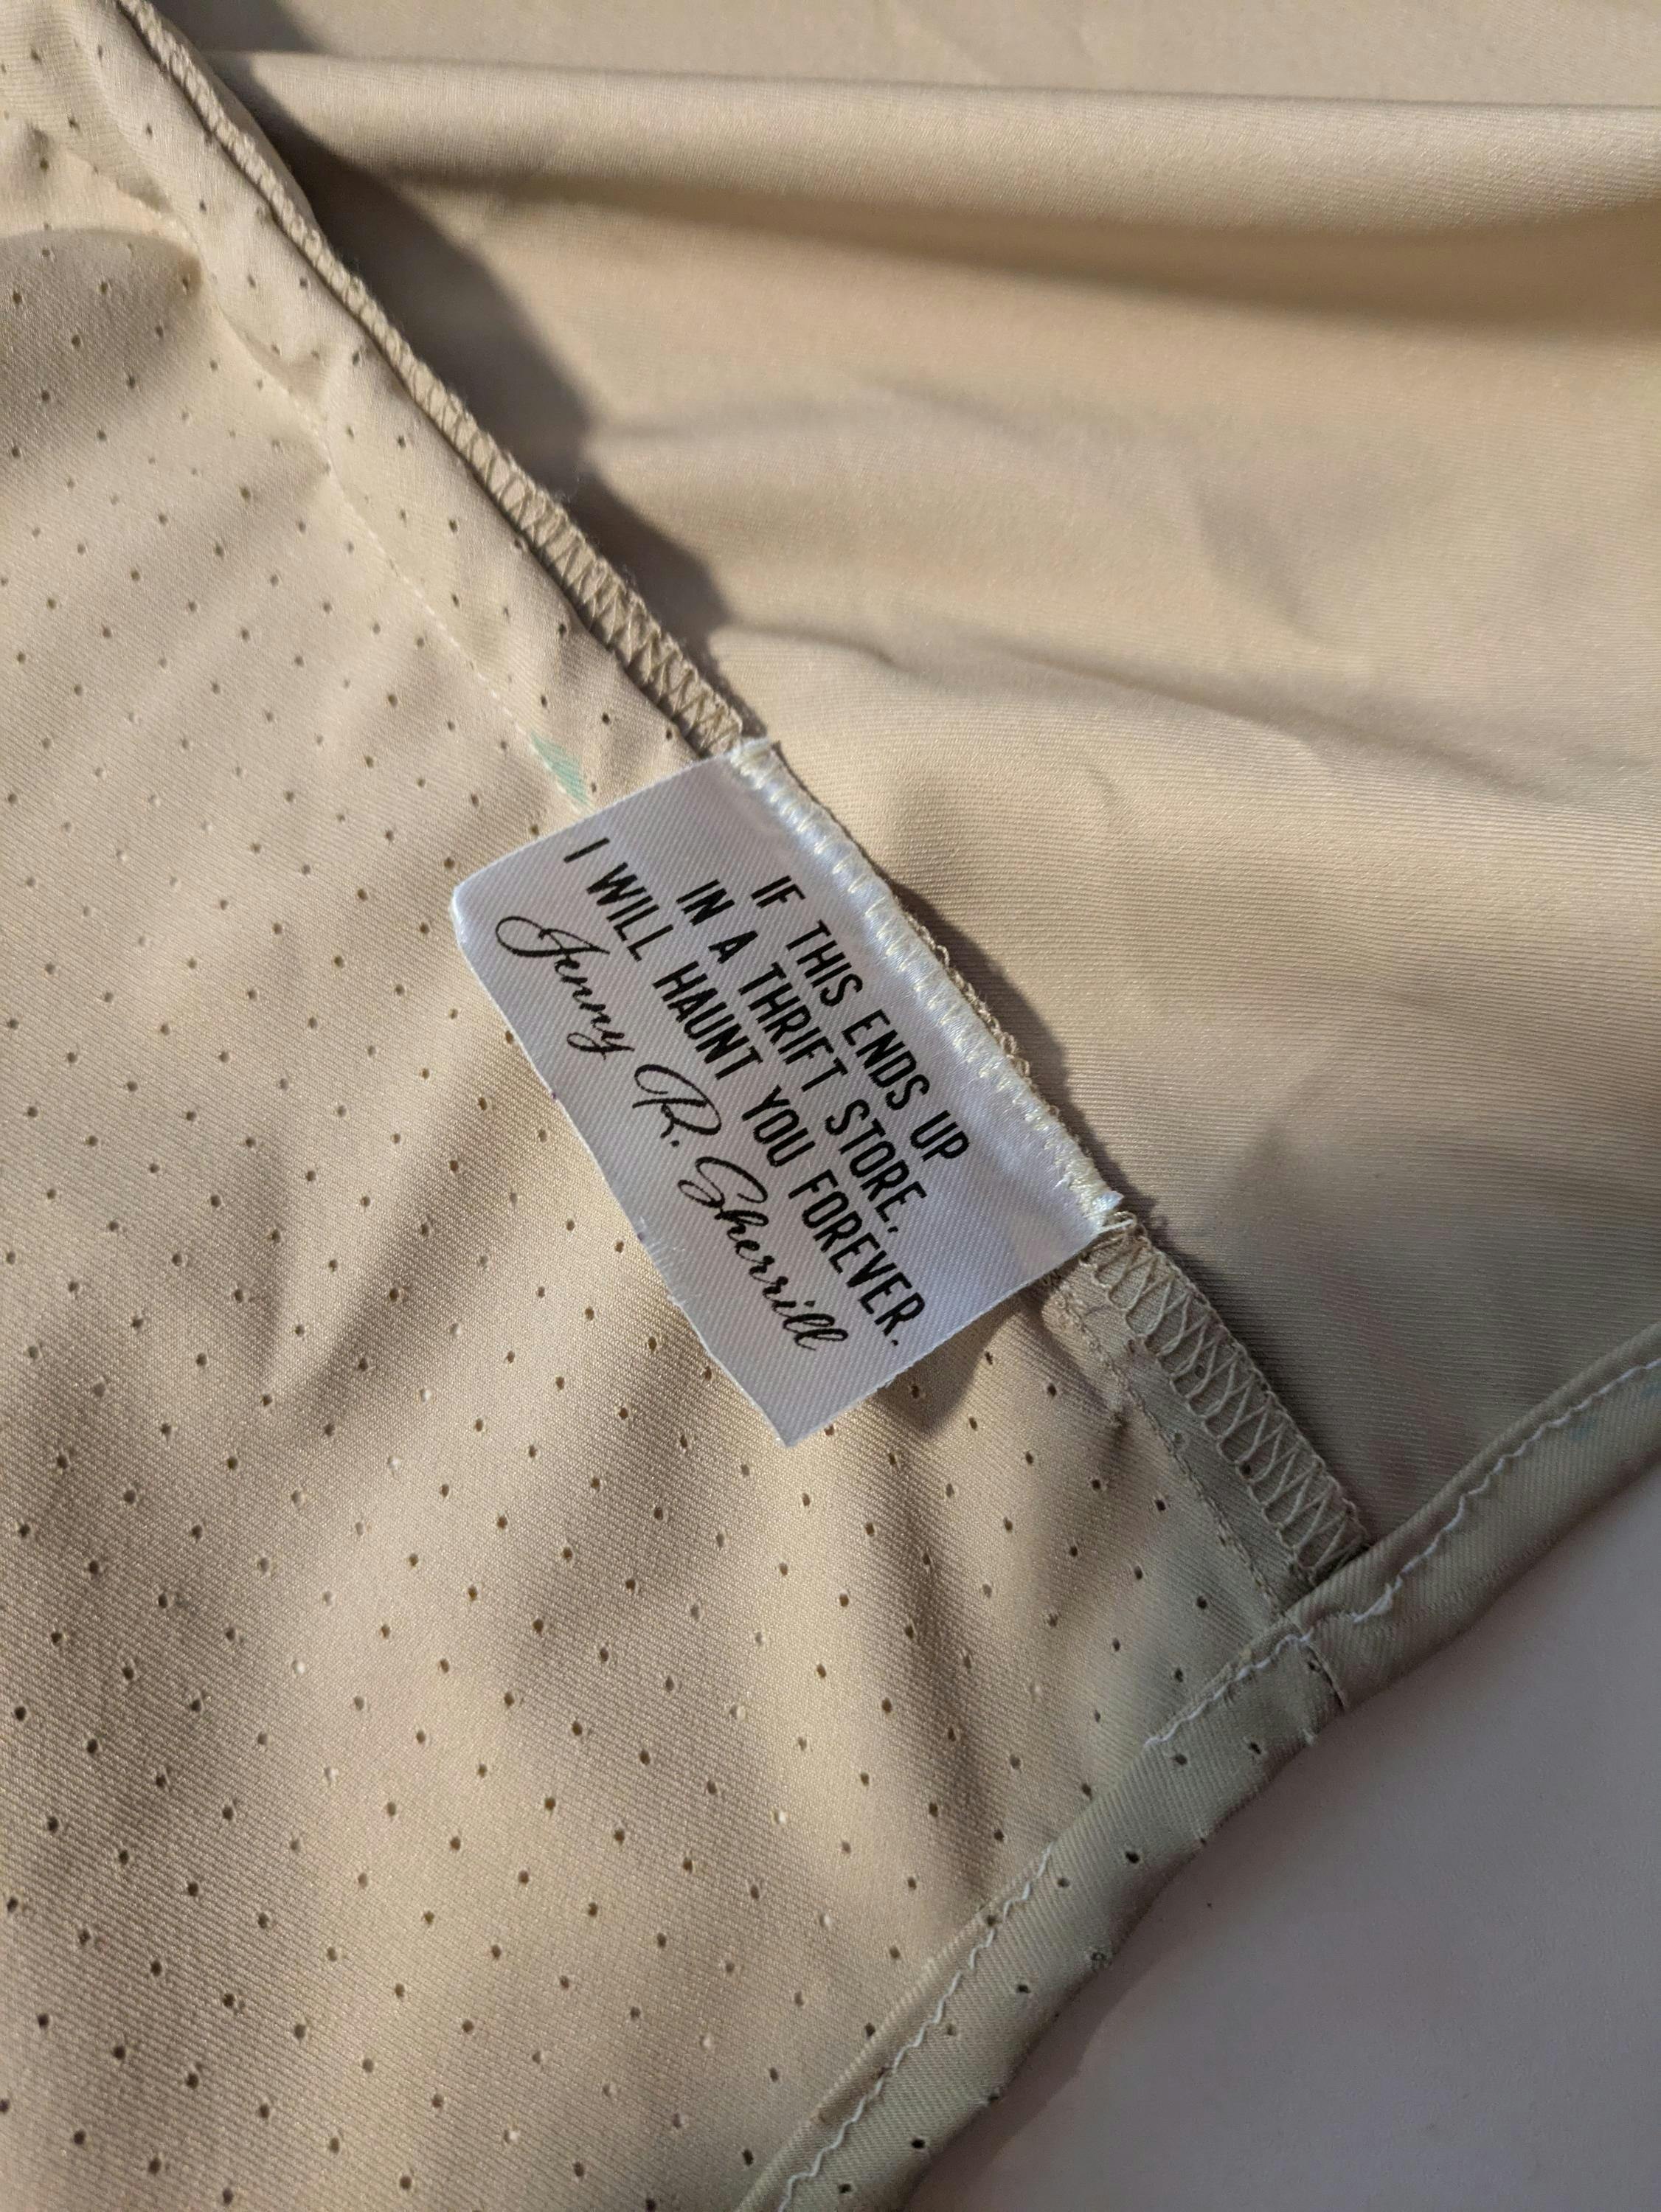 IF THIS ENDS UP
IN A THRIFT STORE,
I WILL HAUNT YOU FOREVER.
Jenny R. Sherrill